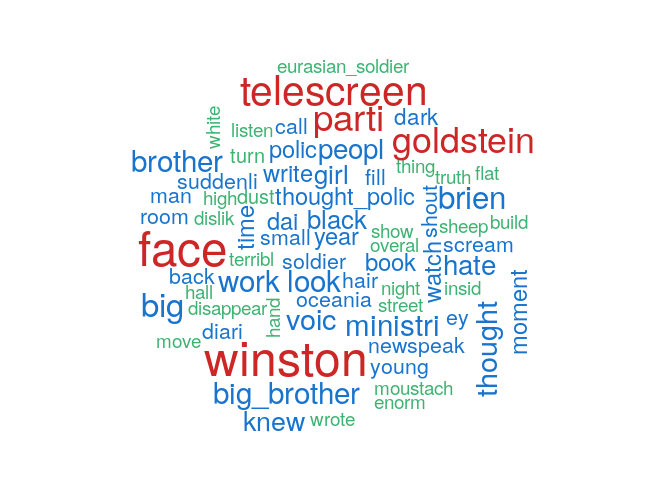 eurasian_soldier
telescreen
white
listen
call
parti
dark
goldstein
brother
turn
polic
peopl
thing
truth
flat
suddenli
write
girl
fill
man
high
dust
thought_polic
shout
brien
room
dislik
time
dai
black
show
sheep
build
face
terribl
small
year
overal
watch
scream
back
soldier
book
hate
hall
work
look
hair
night
insid
big
disappear
hand
oceania
street
moment
move
diari
voic
ministri
ey
thought
winston
newspeak
young
big_brother
moustach
enorm
knew
wrote